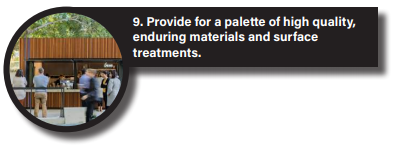 9. Provide for a palette of high quality,
enduring materials and surface
treatments.